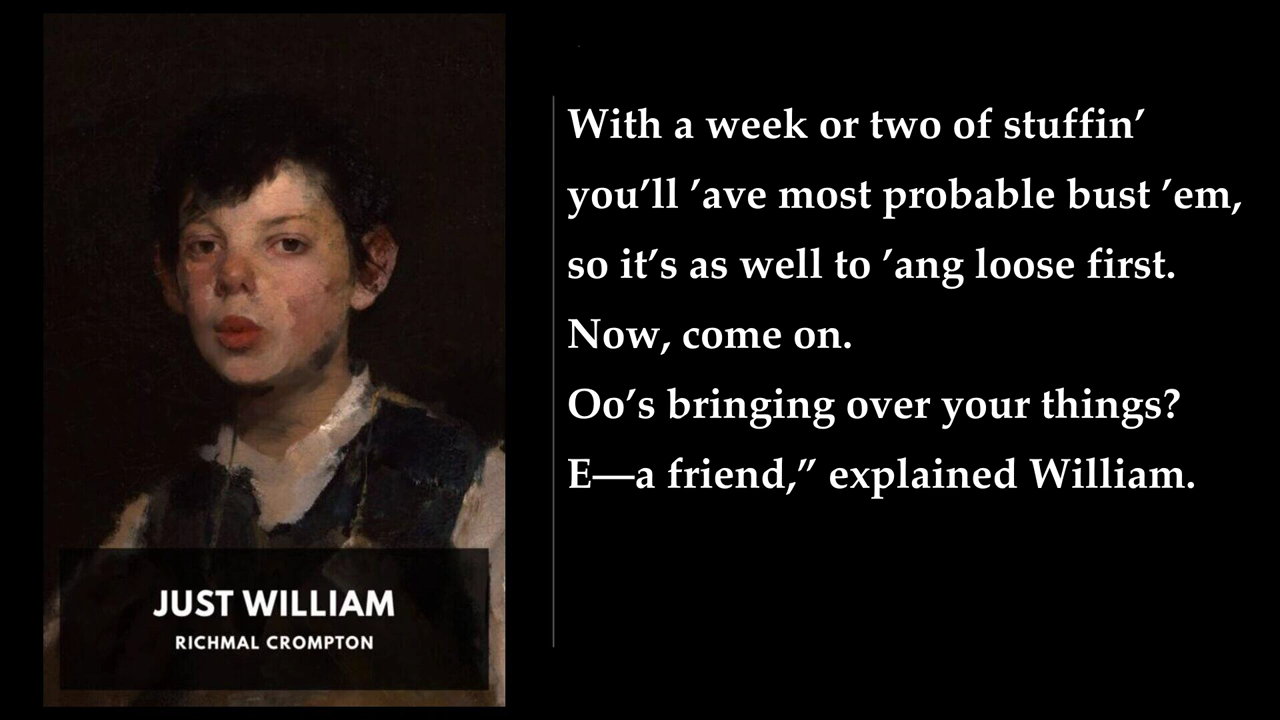 JUST WILLIAM
RICHMAL CROMPTON
With a week or two of stuffin’
you’ll ’ave most probable bust ’em,
so it’s as well to ’ang loose first.
Now, come on.
Oo’s bringing over your things?
E—a friend,” explained William.